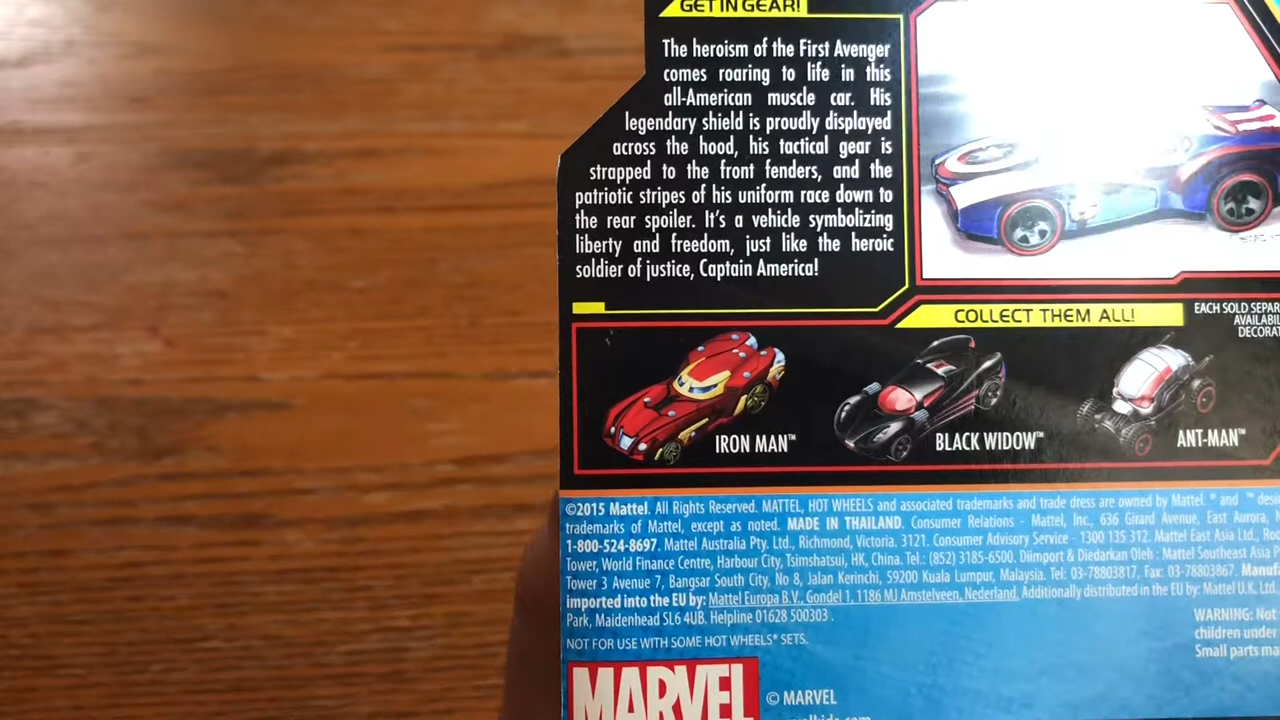 GET IN GEAR!
The heroism of the First Avenger
comes roaring to life in this
all-American muscle car. His
legendary shield is proudly displayed
across the hood, his tactical gear is
strapped to the front fenders, and the
patriotic stripes of his uniform race down to
the rear spoiler. It's a vehicle symbolizing
liberty and freedom, just like the heroic
soldier of justice, Captain America!
COLLECT THEM ALL!
EACH SOLD SEPAR
AVAILABIL
DECORAT
IRON MAN™
BLACK WIDOW™
ANT-MAN™
©2015 Mattel. All Rights Reserved. MATTEL, HOT WHEELS and associated trademarks and trade dress are owned by Mattel. ® and ™ desi
trademarks of Mattel, except as noted. MADE IN THAILAND. Consumer Relations - Mattel, Inc., 636 Girard Avenue, East Aurora,
1-800-524-8697. Mattel Australia Pty. Ltd., Richmond, Victoria. 3121. Consumer Advisory Service - 1300 135 312. Mattel East Asia Ltd.,
Tower, World Finance Centre, Harbour City, Tsimshatsui, HK, China. Tel.: (852) 3185-6500. Diimport & Diedarkan Oleh : Mattel Southeast Asia
Tower 3 Avenue 7, Bangsar South City, No 8, Jalan Kerinchi, 59200 Kuala Lumpur, Malaysia. Tel: 03-78803817, Fax: 03-78803867. Manufa
imported into the EU by: Mattel Europa B.V., Gondel 1, 1186 MJ Amstelveen, Nederland. Additionally distributed in the EU by: Mattel U.K. Ltd.
Park, Maidenhead SL6 4UB. Helpline 01628 500303 .
WARNING: Not
children under
Small parts ma
NOT FOR USE WITH SOME HOT WHEELS® SETS.
MARVEL
© MARVEL